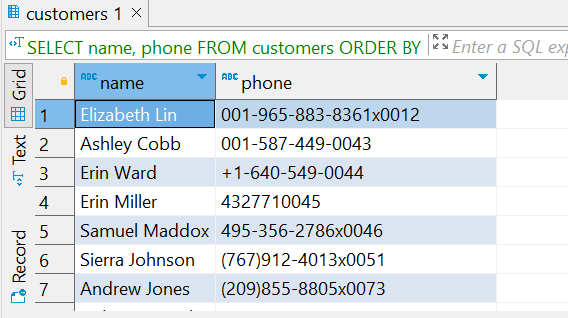 customers 1
SELECT name, phone FROM customers ORDER BY
Enter a SQL exp
Grid
Text
Record
ABC name
ABC phone
1 Elizabeth Lin 001-965-883-8361x0012
2 Ashley Cobb 001-587-449-0043
3 Erin Ward +1-640-549-0044
4 Erin Miller 4327710045
5 Samuel Maddox 495-356-2786x0046
6 Sierra Johnson (767)912-4013x0051
7 Andrew Jones (209)855-8805x0073